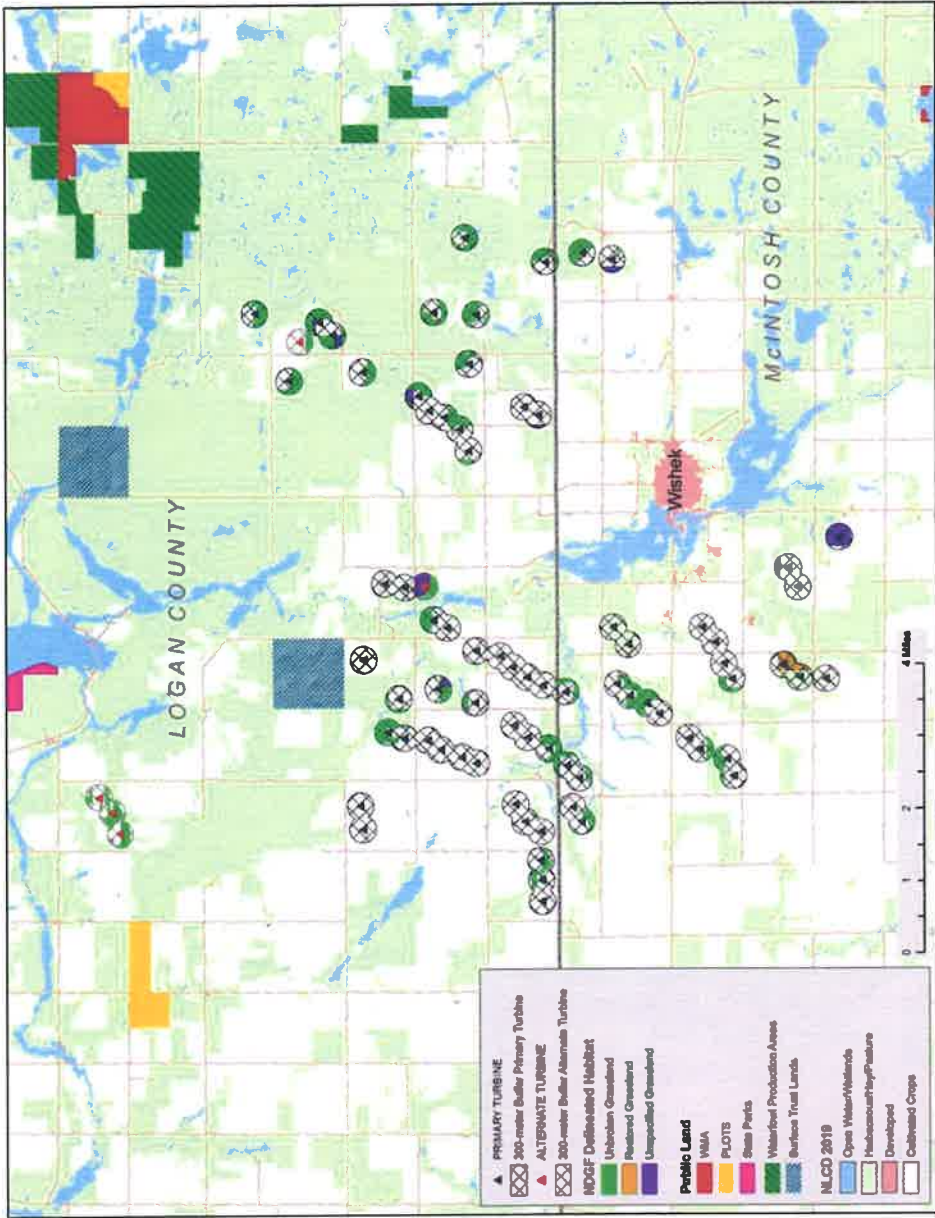 LOGAN COUNTY
McINTOSH COUNTY
Wishek
PRIMARY TURBINE
300-meter Buffer Primary Turbine
ALTERNATE TURBINE
300-meter Buffer Alternate Turbine
NDGF Delineated Habitat
Unbroken Grassland
Restored Grassland
Unspecified Grassland
Public Land
WMA
PLOTS
State Parks
Waterfowl Production Areas
Surface Trust Lands
NLCD 2019
Open Water/Wetlands
Herbaceous/Hay/Pasture
Developed
Cultivated Crops
0 1 2 4 Miles